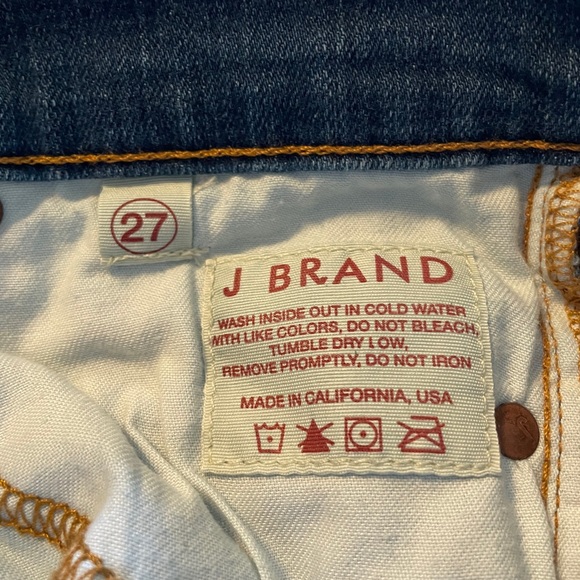 27
J BRAND
WASH INSIDE OUT IN COLD WATER
WITH LIKE COLORS, DO NOT BLEACH,
TUMBLE DRY LOW,
REMOVE PROMPTLY, DO NOT IRON
MADE IN CALIFORNIA, USA